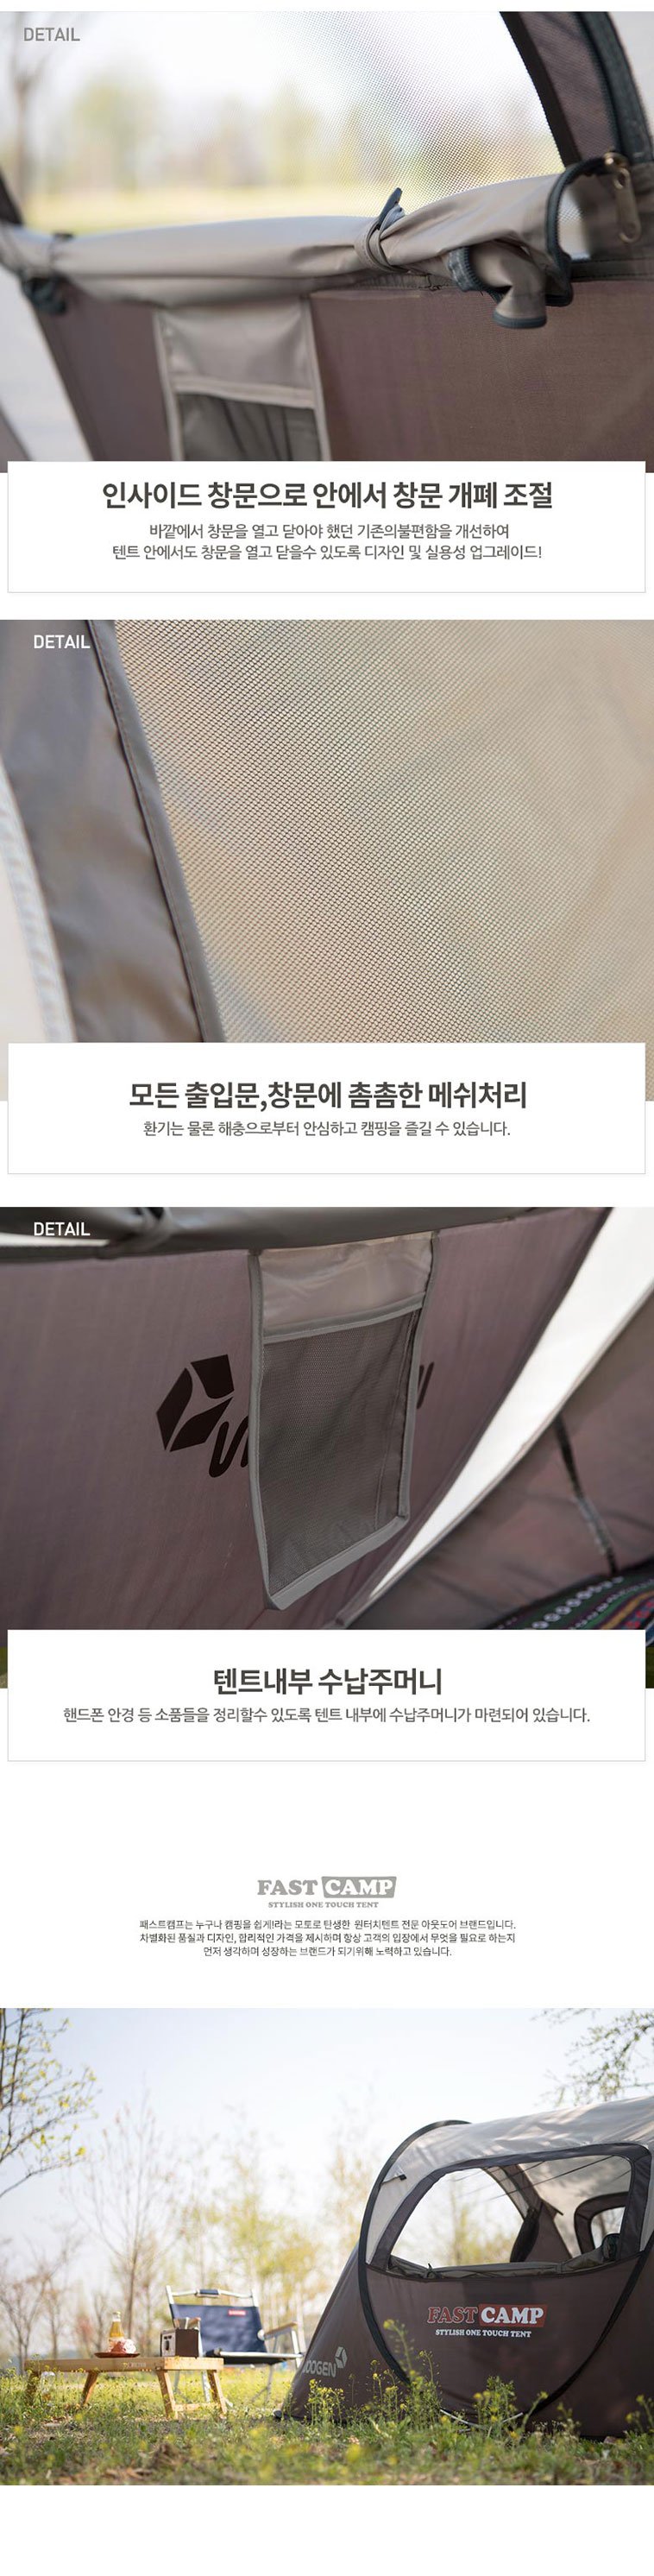 DETAIL
인사이드 창문으로 안에서 창문 개폐 조절
바깥에서 창문을 열고 닫아야 했던 기존의불편함을 개선하여
텐트 안에서도 창문을 열고 닫을수 있도록 디자인 및 실용성 업그레이드!
DETAIL
모든 출입문,창문에 촘촘한 메쉬처리
환기는 물론 해충으로부터 안심하고 캠핑을 즐길 수 있습니다.
DETAIL
텐트내부 수납주머니
핸드폰 안경 등 소품들을 정리할수 있도록 텐트 내부에 수납주머니가 마련되어 있습니다.
FAST CAMP
STYLISH ONE TOUCH TENT
패스트캠프는 누구나 캠핑을 쉽게!라는 모토로 탄생한 원터치텐트 전문 아웃도어 브랜드입니다.
차별화된 품질과 디자인, 합리적인 가격을 제시하며 항상 고객의 입장에서 무엇을 필요로 하는지
먼저 생각하며 성장하는 브랜드가 되기위해 노력하고 있습니다.
FAST CAMP
STYLISH ONE TOUCH TENT
OOGEN